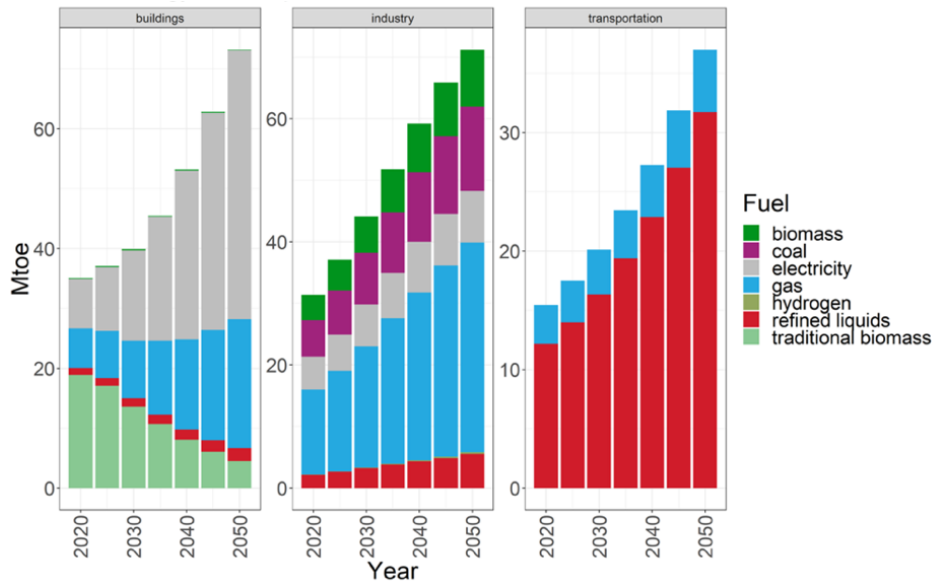 buildings
industry
transportation
Mtoe
60
40
20
0
60
40
20
0
30
20
10
0
2020
2030
2040
2050
2020
2030
2040
2050
2020
2030
2040
2050
Year
Fuel
biomass
coal
electricity
gas
hydrogen
refined liquids
traditional biomass